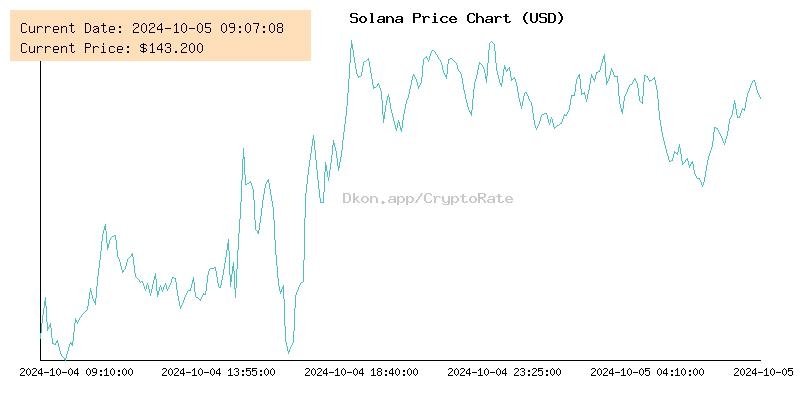 Solana Price Chart (USD)
Current Date: 2024-10-05 09:07:08
Current Price: $143.200
Dkon.app/CryptoRate
2024-10-04 09:10:00 2024-10-04 13:55:00 2024-10-04 18:40:00 2024-10-04 23:25:00 2024-10-05 04:10:00 2024-10-05